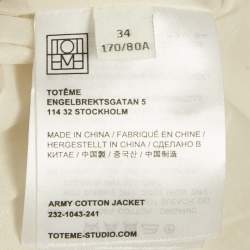 TOT
EME
34
170/80A
TOTÊME
ENGELBREKTSGATAN 5
114 32 STOCKHOLM
MADE IN CHINA / FABRIQUÉ EN CHINE /
HERGESTELLT IN CHINA / СДЕЛАНО В
КИТАЕ / 中国製 / 중국산 / 中国制造
ARMY COTTON JACKET
232-1043-241
TOTEME-STUDIO.COM